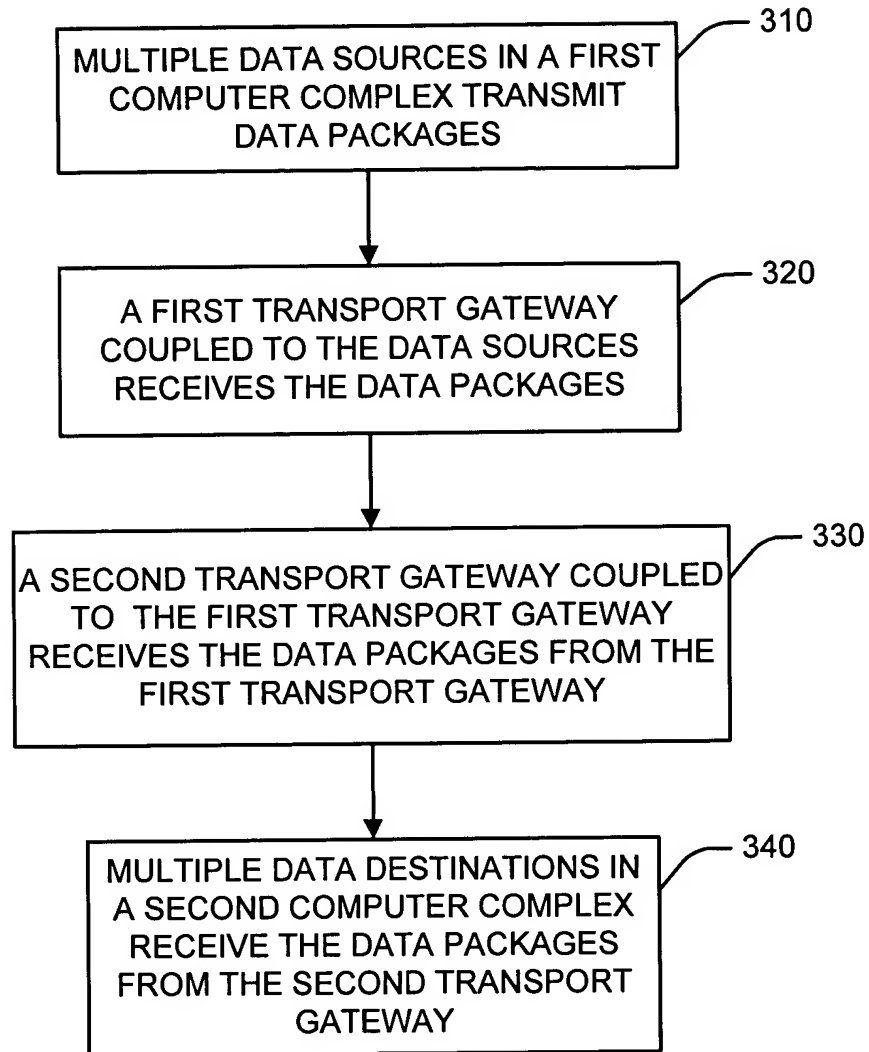 310
MULTIPLE DATA SOURCES IN A FIRST
COMPUTER COMPLEX TRANSMIT
DATA PACKAGES
320
A FIRST TRANSPORT GATEWAY
COUPLED TO THE DATA SOURCES
RECEIVES THE DATA PACKAGES
330
A SECOND TRANSPORT GATEWAY COUPLED
TO THE FIRST TRANSPORT GATEWAY
RECEIVES THE DATA PACKAGES FROM THE
FIRST TRANSPORT GATEWAY
340
MULTIPLE DATA DESTINATIONS IN
A SECOND COMPUTER COMPLEX
RECEIVE THE DATA PACKAGES
FROM THE SECOND TRANSPORT
GATEWAY